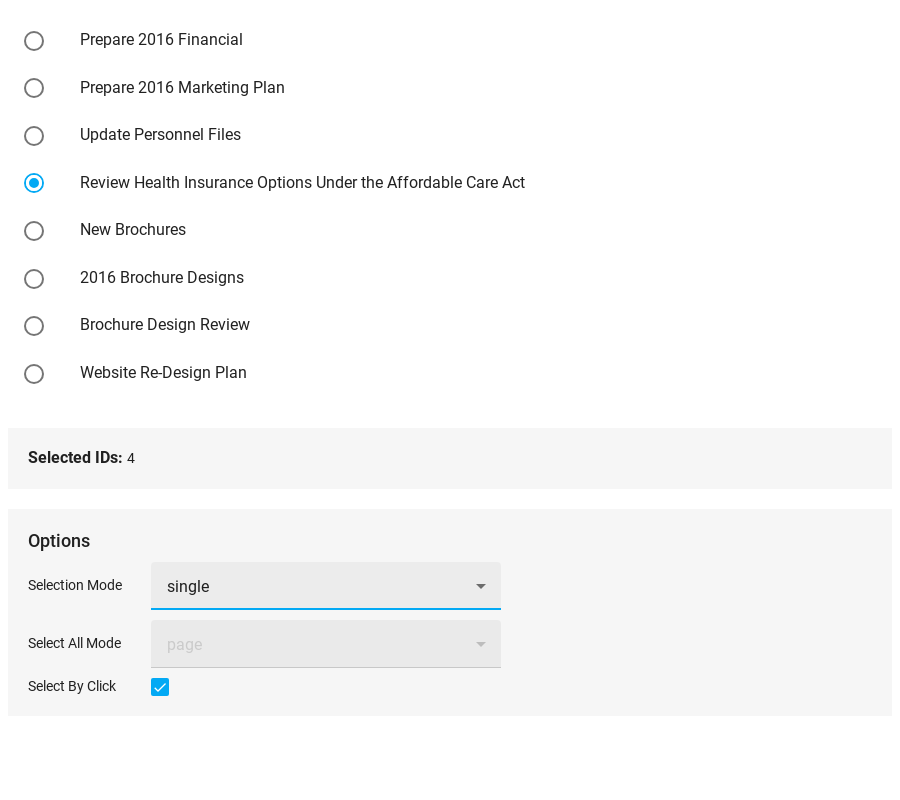 Prepare 2016 Financial
Prepare 2016 Marketing Plan
Update Personnel Files
Review Health Insurance Options Under the Affordable Care Act
New Brochures
2016 Brochure Designs
Brochure Design Review
Website Re-Design Plan
Selected IDs: 4
Options
Selection Mode single
Select All Mode page
Select By Click